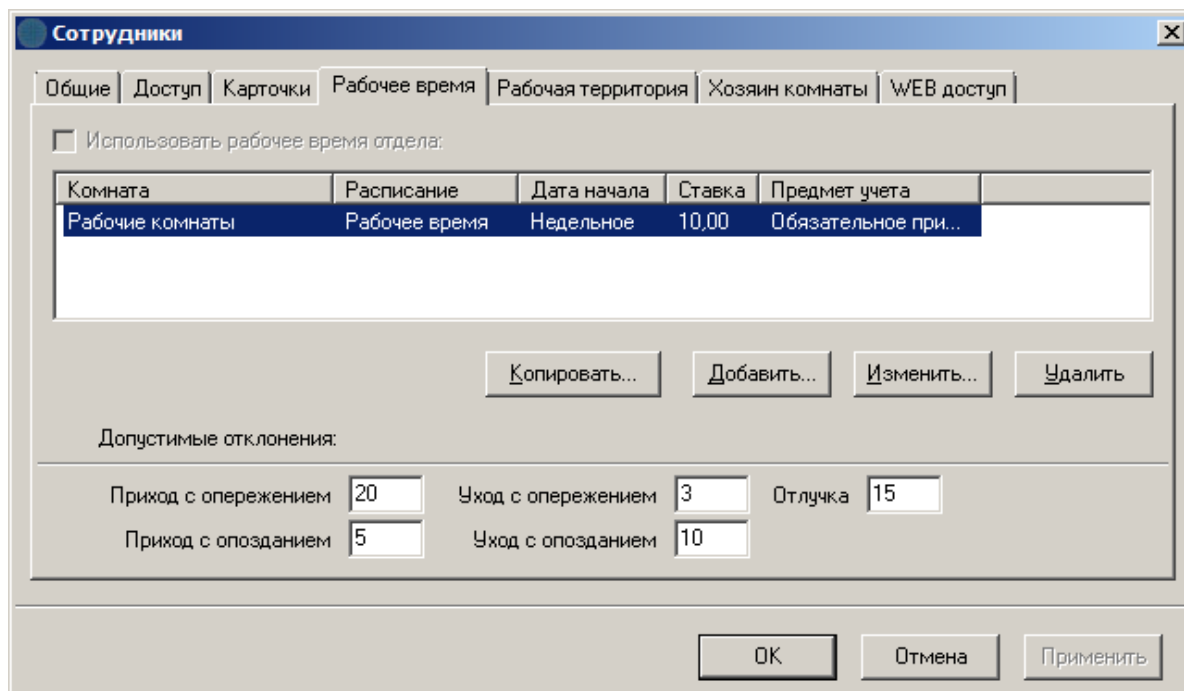 Сотрудники
Общие Доступ Карточки Рабочее время Рабочая территория Хозяин комнаты WEB доступ
Использовать рабочее время отдела:
Комната Расписание Дата начала Ставка Предмет учета
Рабочие комнаты Рабочее время Недельное 10,00 Обязательное при...
Копировать... Добавить... Изменить... Удалить
Допустимые отклонения:
Приход с опережением 20 Уход с опережением 3 Отлучка 15
Приход с опозданием 5 Уход с опозданием 10
OK Отмена Применить